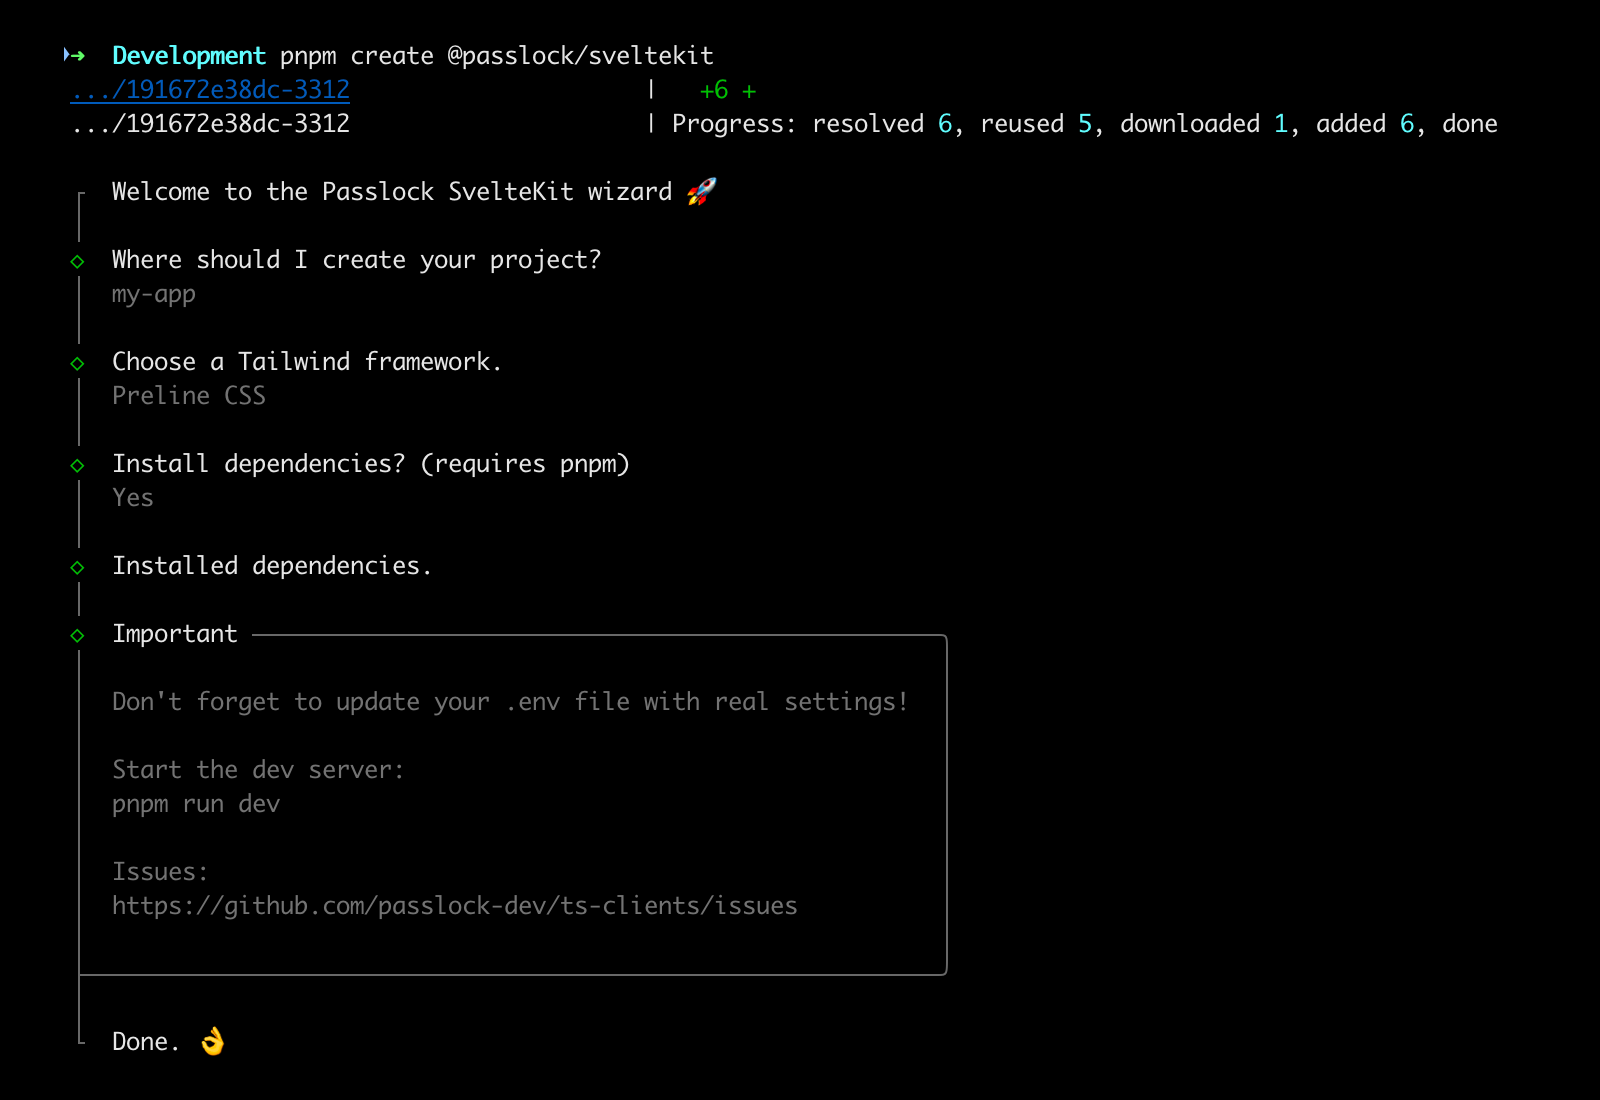 ➜ Development pnpm create @passlock/sveltekit
.../191672e38dc-3312 | +6 +
.../191672e38dc-3312 | Progress: resolved 6, reused 5, downloaded 1, added 6, done
Welcome to the Passlock SvelteKit wizard 🚀
Where should I create your project?
my-app
Choose a Tailwind framework.
Preline CSS
Install dependencies? (requires pnpm)
Yes
Installed dependencies.
Important
Don't forget to update your .env file with real settings!
Start the dev server:
pnpm run dev
Issues:
https://github.com/passlock-dev/ts-clients/issues
Done. 👌